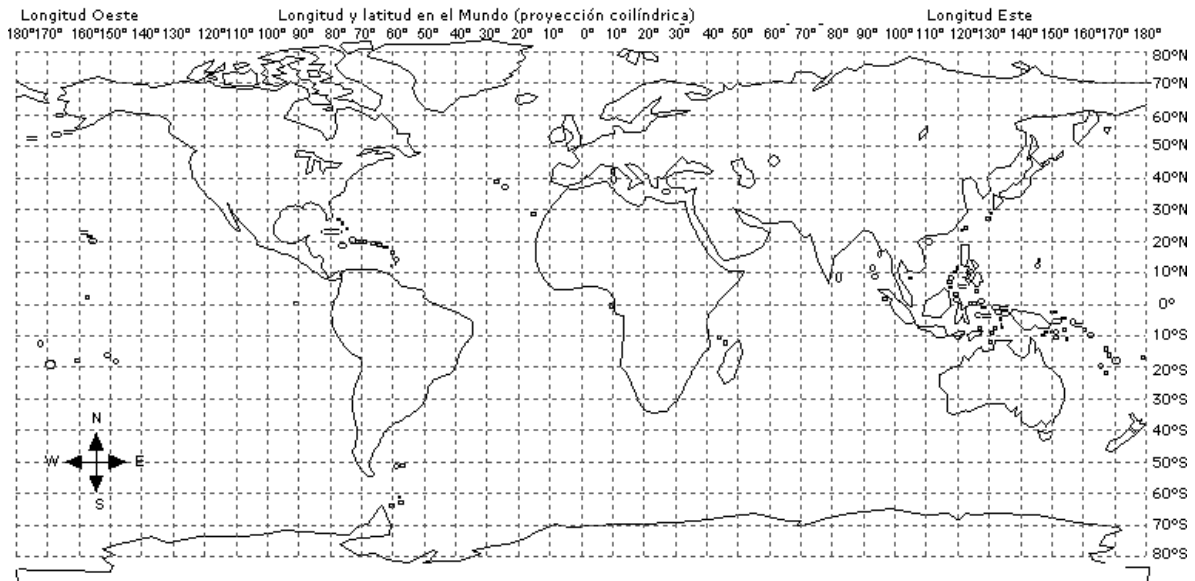 Longitud Oeste Longitud y latitud en el Mundo (proyección coilíndrica) Longitud Este
180°170° 160°150° 140° 130° 120° 110° 100° 90° 80° 70° 60° 50° 40° 30° 20° 10° 0° 10° 20° 30° 40° 50° 60° 70° 80° 90° 100° 110° 120°130° 140° 150°160° 170° 180°
80°N
70°N
60°N
50°N
40°N
30°N
20°N
10°N
0°
10°S
20°S
30°S
40°S
50°S
60°S
70°S
80°S
N
W E
S